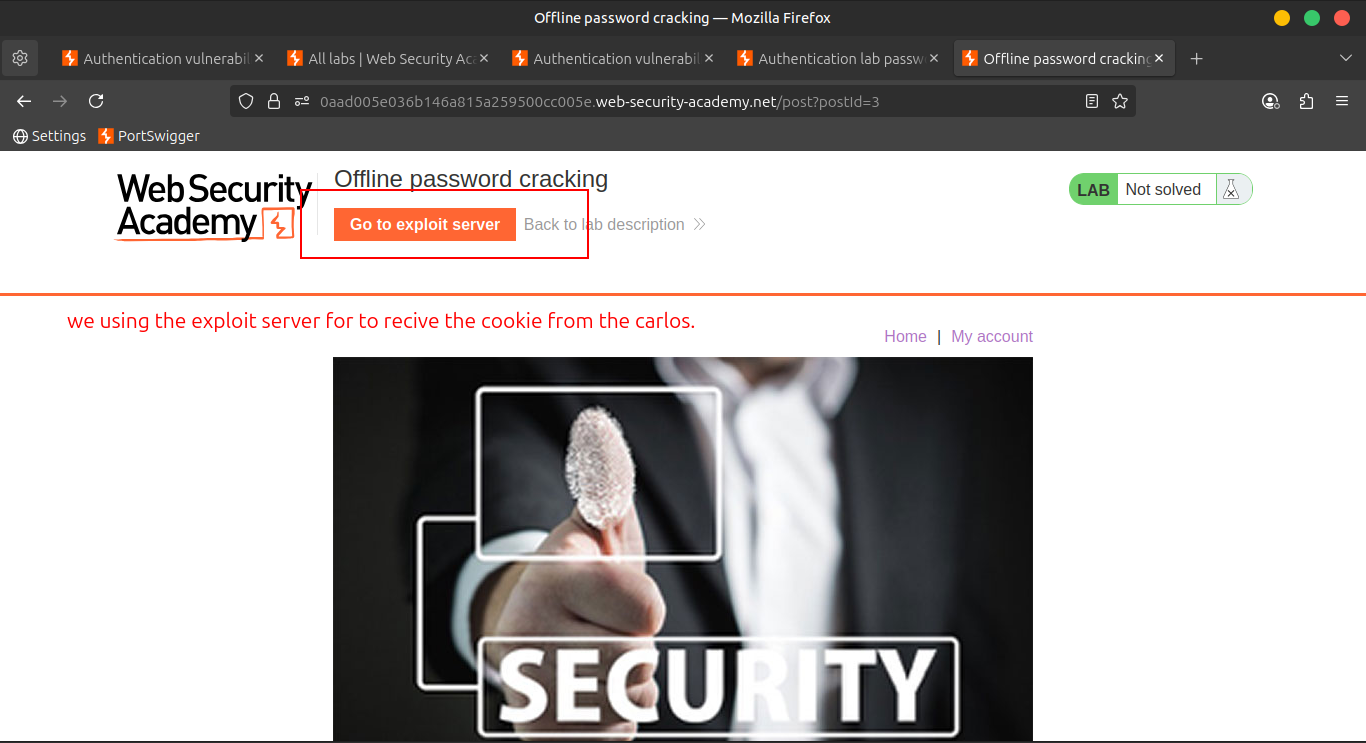 Offline password cracking — Mozilla Firefox
Authentication vulnerabil
All labs | Web Security Ac
Authentication vulnerabil
Authentication lab passw
Offline password cracking
0aad005e036b146a815a259500cc005e.web-security-academy.net/post?postId=3
Settings
PortSwigger
Web Security
Academy
Offline password cracking
LAB
Not solved
Go to exploit server
Back to lab description
we using the exploit server for to recive the cookie from the carlos.
Home | My account
SECURITY